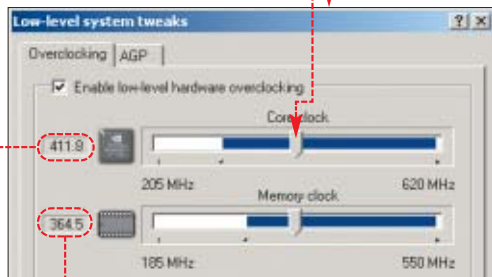 Low-level system tweaks
Overclocking AGP
Enable low-level hardware overclocking
Core clock
411.8
205 MHz 620 MHz
Memory clock
364.5
185 MHz 550 MHz